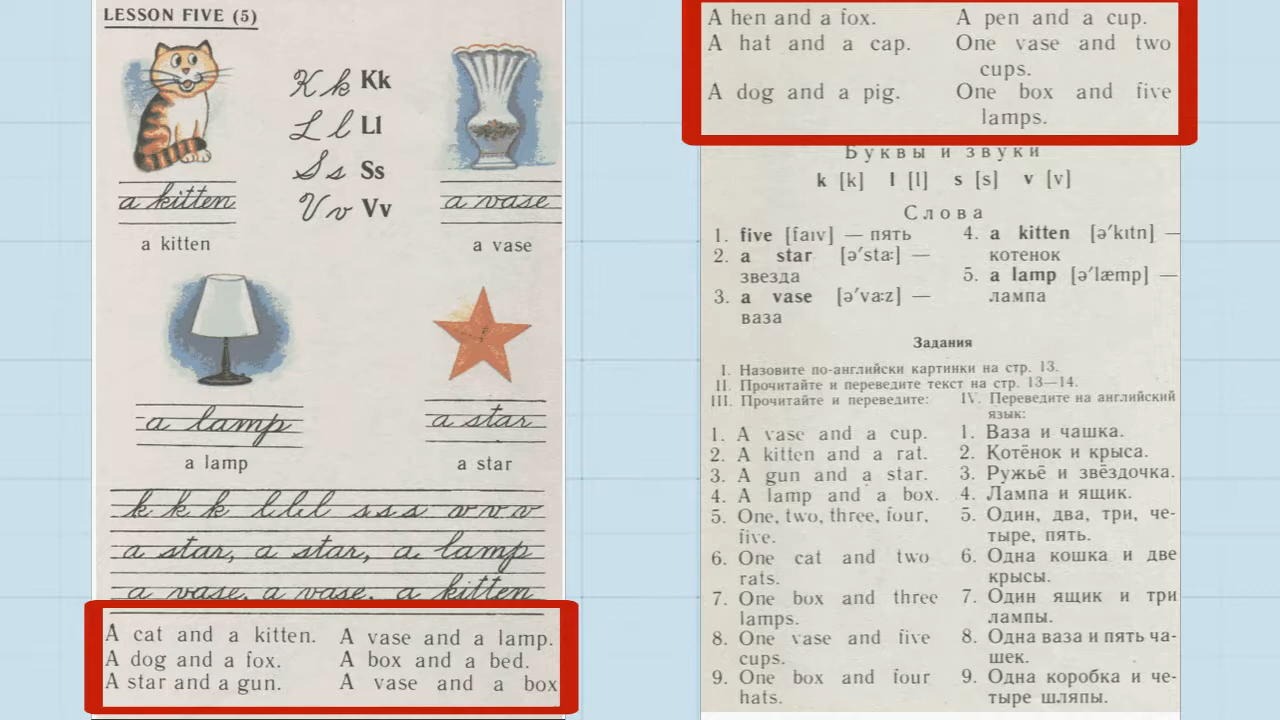 LESSON FIVE (5)
K k Kk
L l Ll
S s Ss
V v Vv
a kitten
a vase
a kitten
a vase
a lamp
a star
a lamp
a star
k k k l l l s s s v v v
a star, a star, a lamp
a vase, a vase, a kitten
A cat and a kitten.
A dog and a fox.
A star and a gun.
A vase and a lamp.
A box and a bed.
A vase and a box
A hen and a fox.
A hat and a cap.
A dog and a pig.
A pen and a cup.
One vase and two
cups.
One box and five
lamps.
Буквы и звуки
k [k] l [l] s [s] v [v]
Слова
1. five [faɪv] — пять
2. a star [ə′sta:] —
звезда
3. a vase [ə′va:z] —
ваза
4. a kitten [ə′kɪtn] —
котенок
5. a lamp [ə′læmp] —
лампа
Задания
I. Назовите по-английски картинки на стр. 13.
II. Прочитайте и переведите текст на стр. 13—14.
III. Прочитайте и переведите:
1. A vase and a cup.
2. A kitten and a rat.
3. A gun and a star.
4. A lamp and a box.
5. One, two, three, four,
five.
6. One cat and two
rats.
7. One box and three
lamps.
8. One vase and five
cups.
9. One box and four
hats.
IV. Переведите на английский
язык:
1. Ваза и чашка.
2. Котёнок и крыса.
3. Ружьё и звёздочка.
4. Лампа и ящик.
5. Один, два, три, че-
тыре, пять.
6. Одна кошка и две
крысы.
7. Один ящик и три
лампы.
8. Одна ваза и пять ча-
шек.
9. Одна коробка и че-
тыре шляпы.